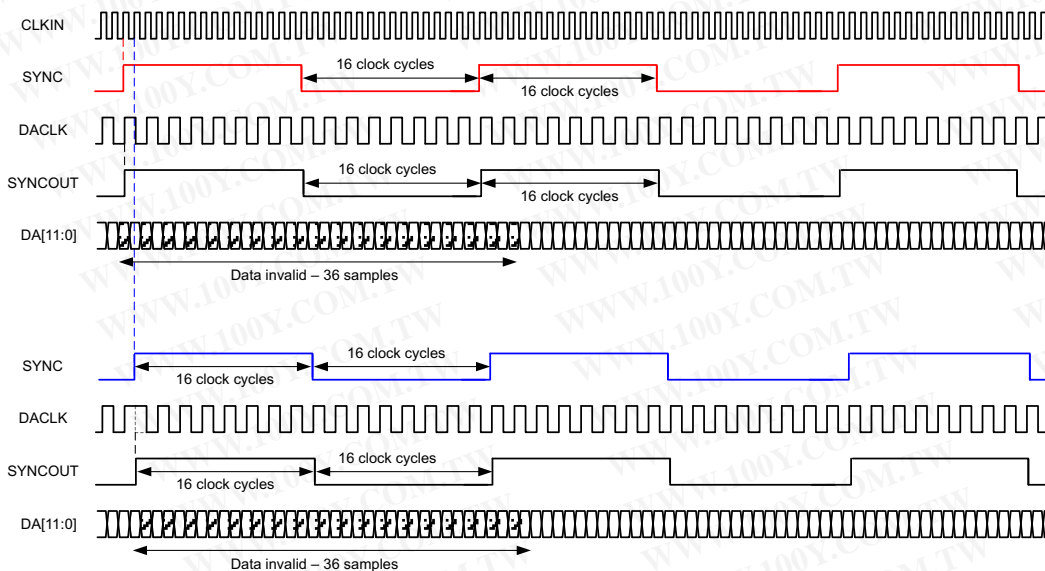 CLKIN
SYNC
16 clock cycles
16 clock cycles
DACLK
SYNCOUT
16 clock cycles
16 clock cycles
DA[11:0]
Data invalid – 36 samples
SYNC
16 clock cycles
16 clock cycles
DACLK
SYNCOUT
16 clock cycles
16 clock cycles
DA[11:0]
Data invalid – 36 samples
WWW.100Y.COM.TW